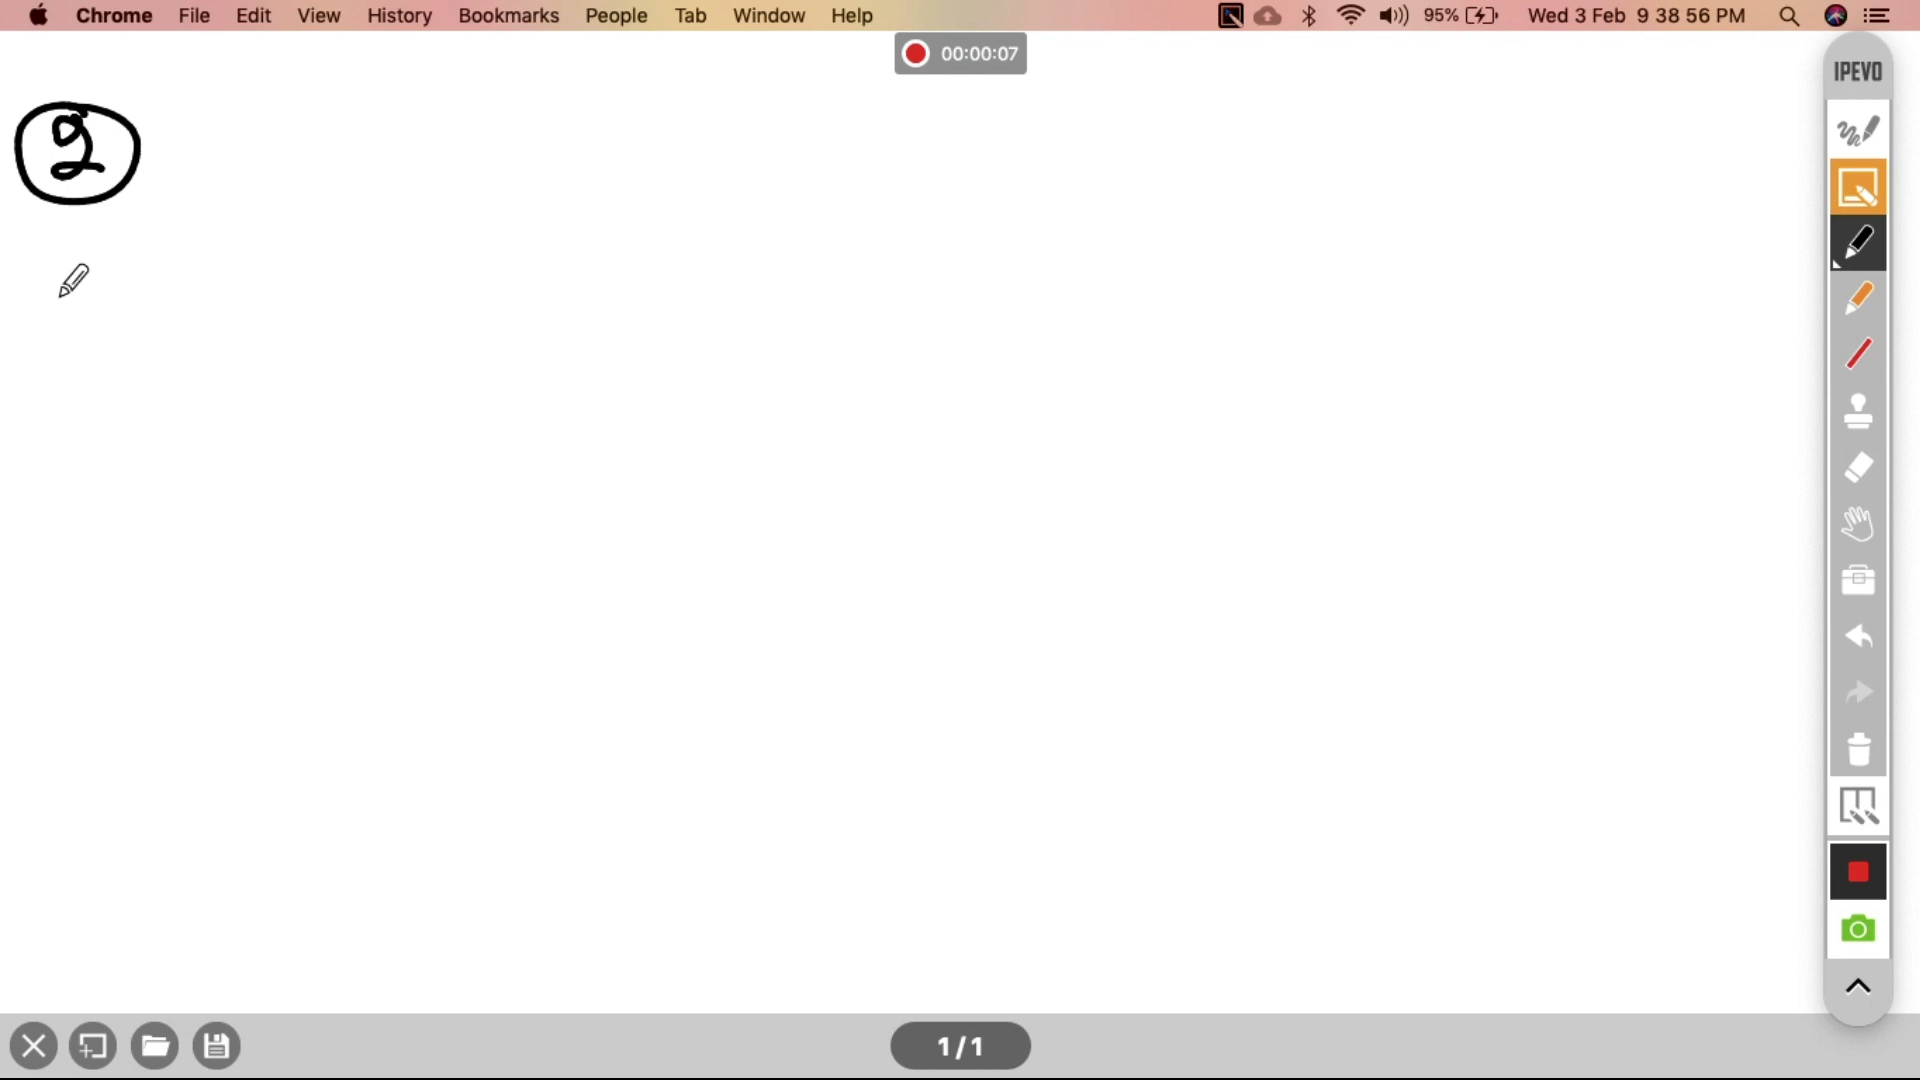 Chrome File Edit View History Bookmarks People Tab Window Help 95% Wed 3 Feb 9 38 56 PM
00:00:07
IPEVO
2
1/1